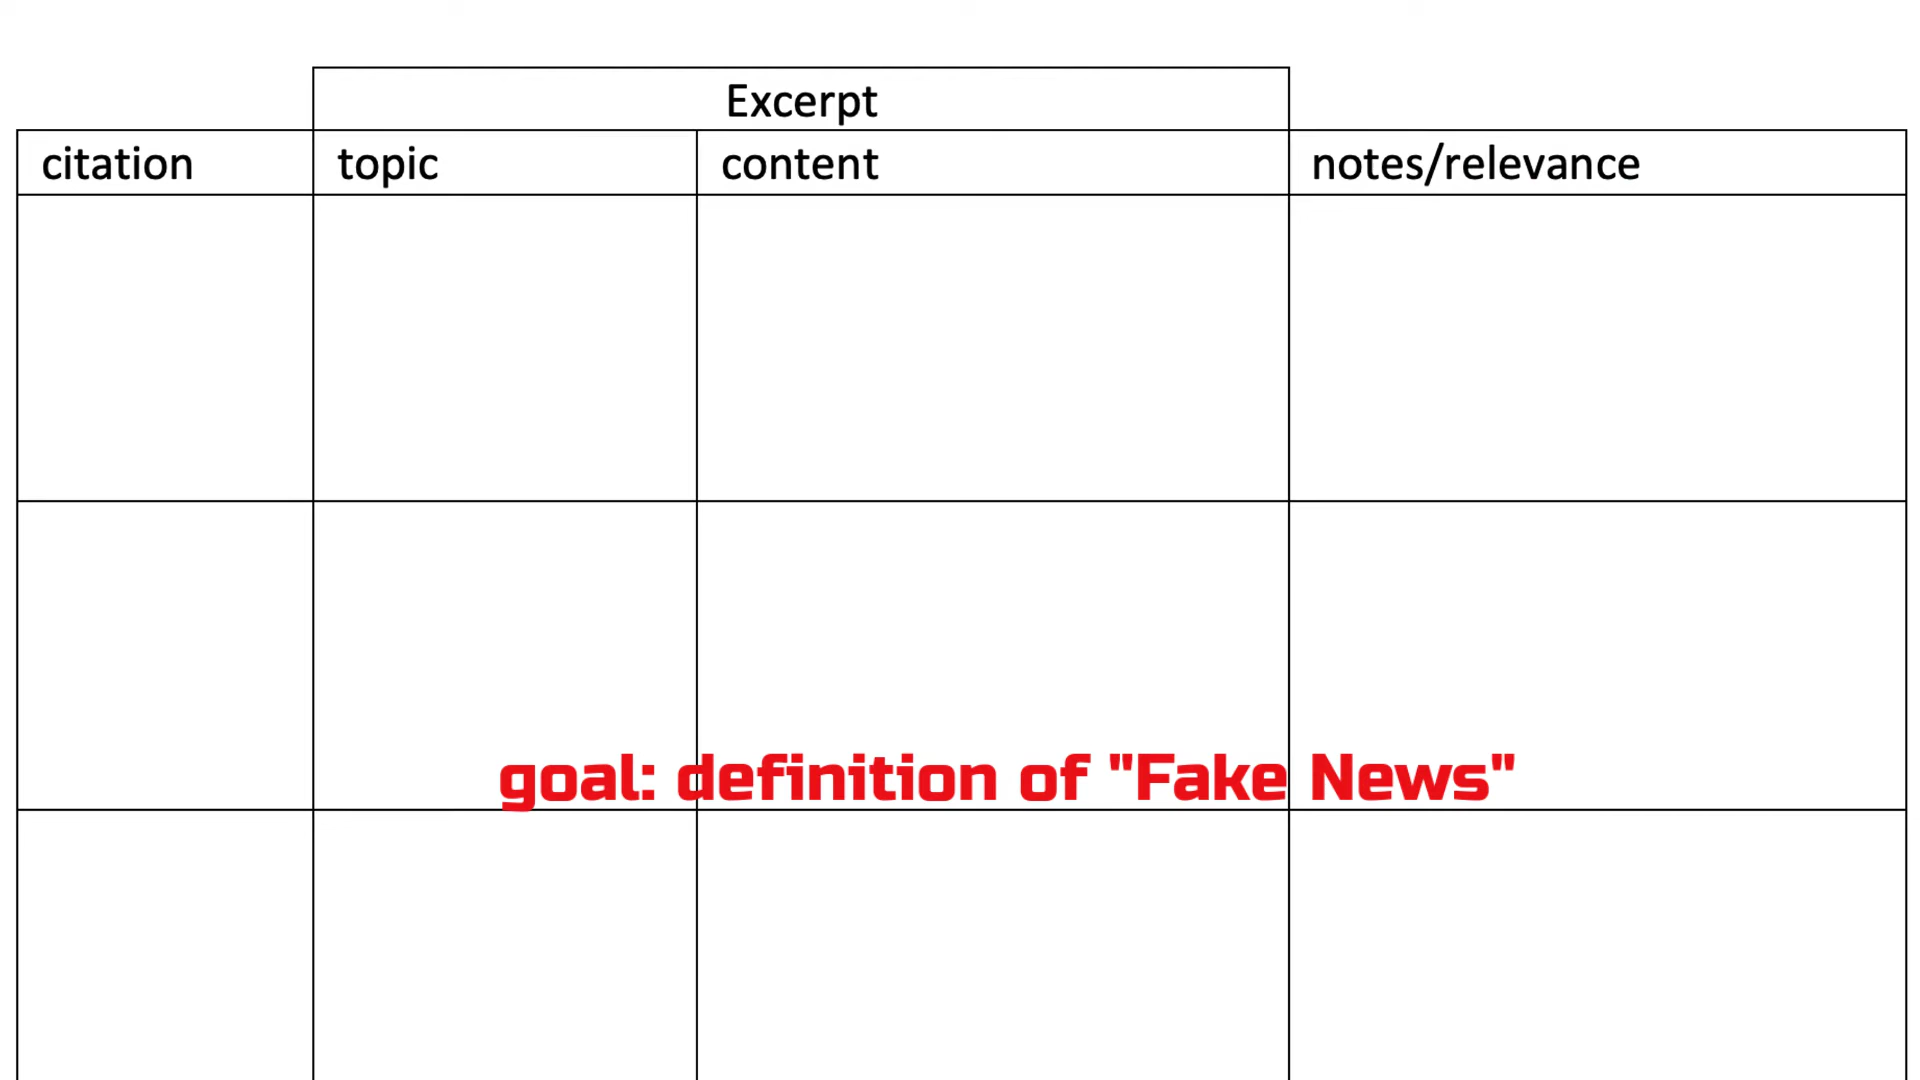 Excerpt
citation topic content notes/relevance
goal: definition of "Fake News"